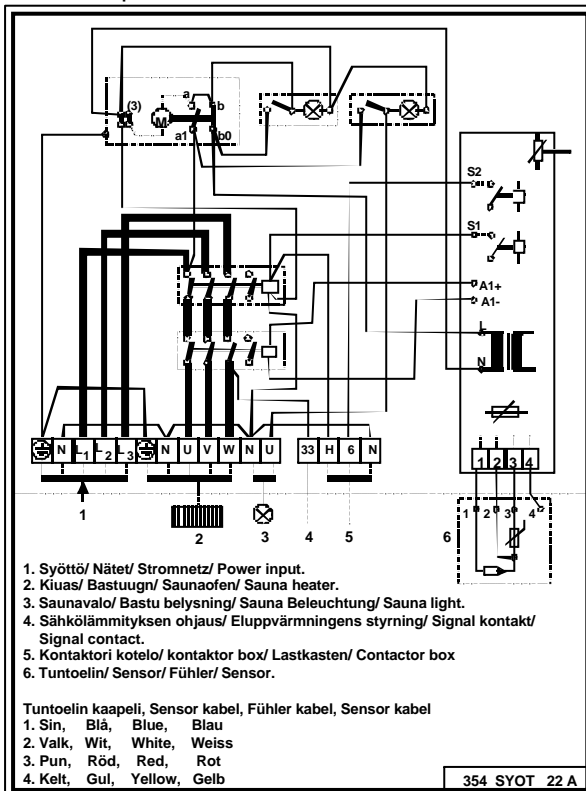 (3)
M
a
b
a1
b0
S2
S1
A1+
A1-
L
N
N L1 L2 L3 N U V W N U 33 H 6 N
1 2 3 4
1 2 3 4 5 6
1 2 3 4
1. Syöttö/ Nätet/ Stromnetz/ Power input.
2. Kiuas/ Bastuugn/ Saunaofen/ Sauna heater.
3. Saunavalo/ Bastu belysning/ Sauna Beleuchtung/ Sauna light.
4. Sähkölämmityksen ohjaus/ Eluppvärmningens styrning/ Signal kontakt/
Signal contact.
5. Kontaktori kotelo/ kontaktor box/ Lastkasten/ Contactor box
6. Tuntoelin/ Sensor/ Fühler/ Sensor.
Tuntoelin kaapeli, Sensor kabel, Fühler kabel, Sensor kabel
1. Sin, Blå, Blue, Blau
2. Valk, Wit, White, Weiss
3. Pun, Röd, Red, Rot
4. Kelt, Gul, Yellow, Gelb
354 SYOT 22 A